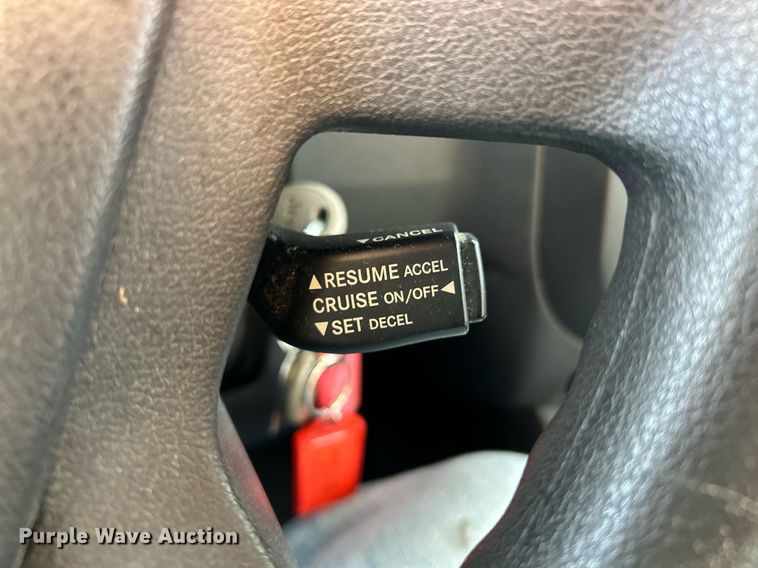 ▼CANCEL
▲RESUME ACCEL
CRUISE ON/OFF◀
▼SET DECEL
Purple Wave Auction